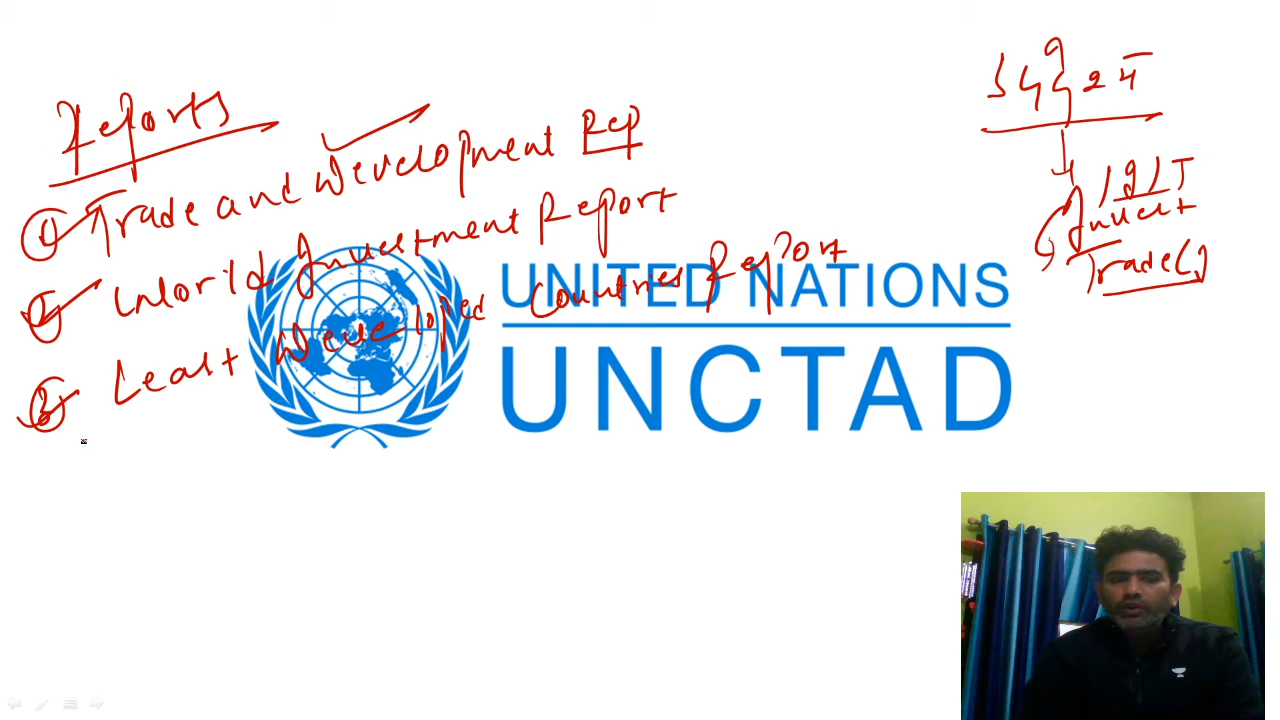 Reports
① Trade and Development Rep
② World Investment Report
③ Least Developed Countries Report
UNITED NATIONS
UNCTAD
Invest
Trade